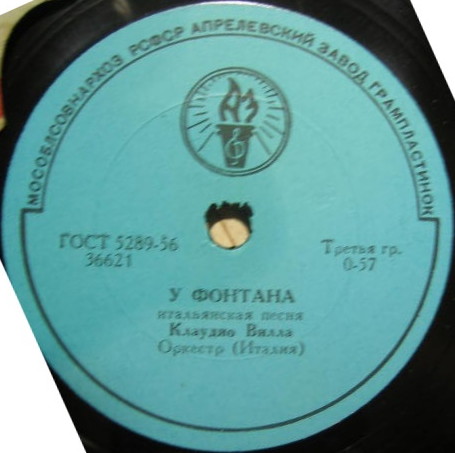 МОСОБЛСОВНАРХОЗ РСФСР АПРЕЛЕВСКИЙ ЗАВОД ГРАМПЛАСТИНОК
АЗ
ГОСТ 5289-56
36621
Третья гр.
0-57
У ФОНТАНА
итальянская песня
Клаудио Вилла
Оркестр (Италия)